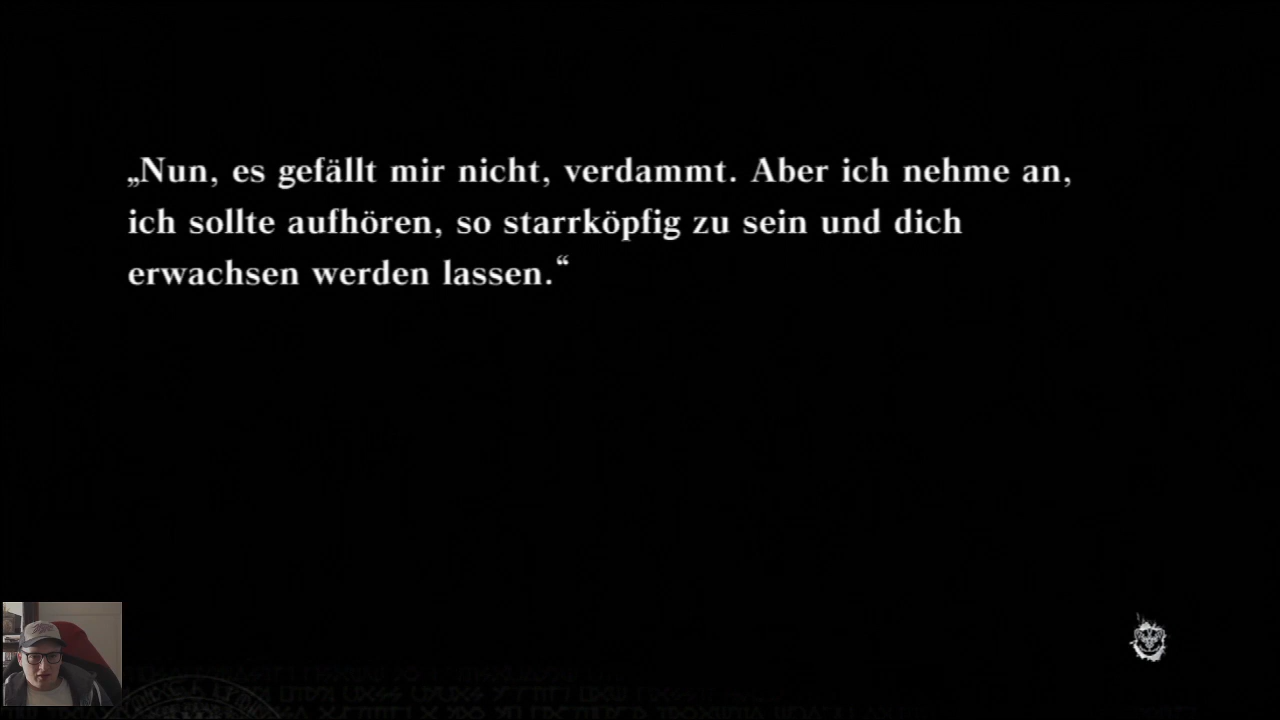 „Nun, es gefällt mir nicht, verdammt. Aber ich nehme an,
ich sollte aufhören, so starrköpfig zu sein und dich
erwachsen werden lassen.“